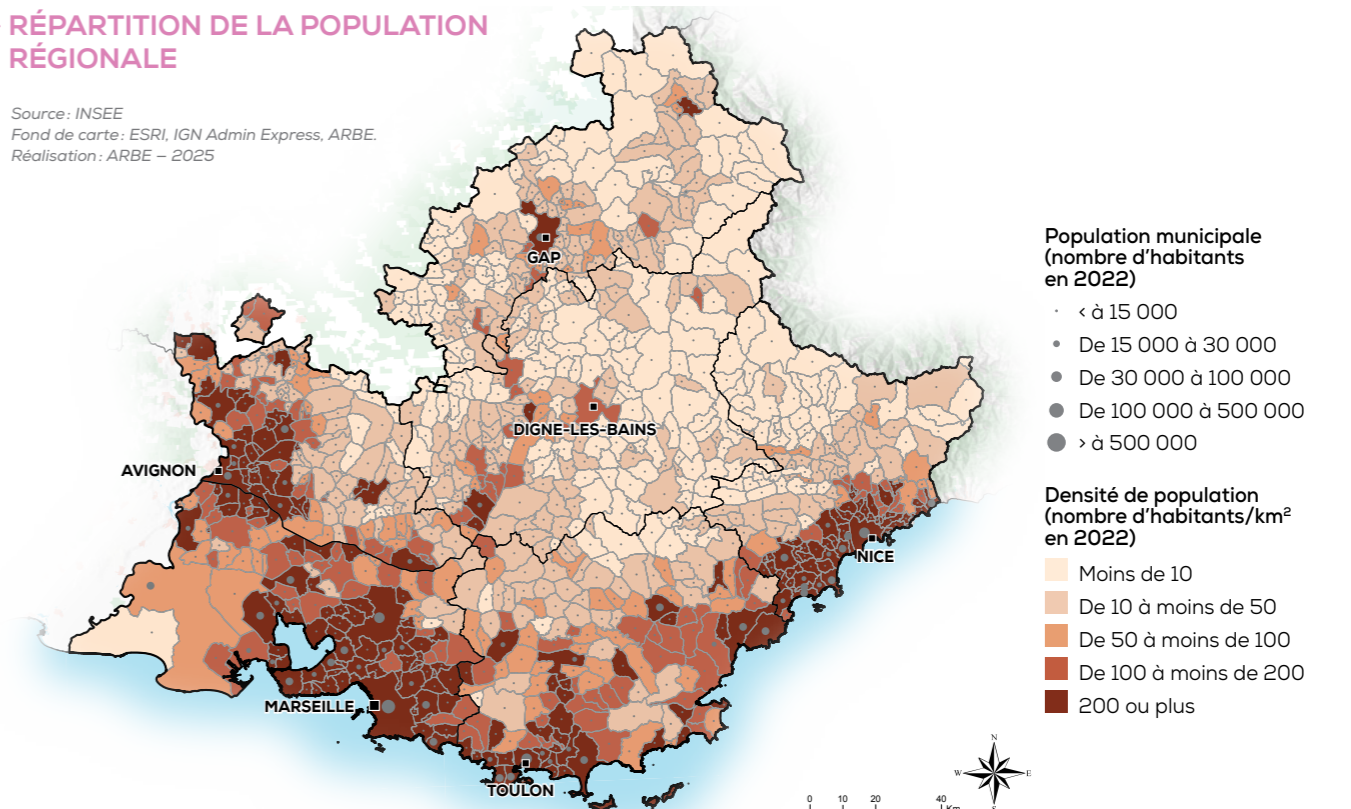 RÉPARTITION DE LA POPULATION
RÉGIONALE
Source : INSEE
Fond de carte : ESRI, IGN Admin Express, ARBE.
Réalisation : ARBE – 2025
GAP
DIGNE-LES-BAINS
AVIGNON
NICE
MARSEILLE
TOULON
Population municipale
(nombre d'habitants
en 2022)
< à 15 000
De 15 000 à 30 000
De 30 000 à 100 000
De 100 000 à 500 000
> à 500 000
Densité de population
(nombre d'habitants/km²
en 2022)
Moins de 10
De 10 à moins de 50
De 50 à moins de 100
De 100 à moins de 200
200 ou plus
N
W E
S
0 10 20 40
Km